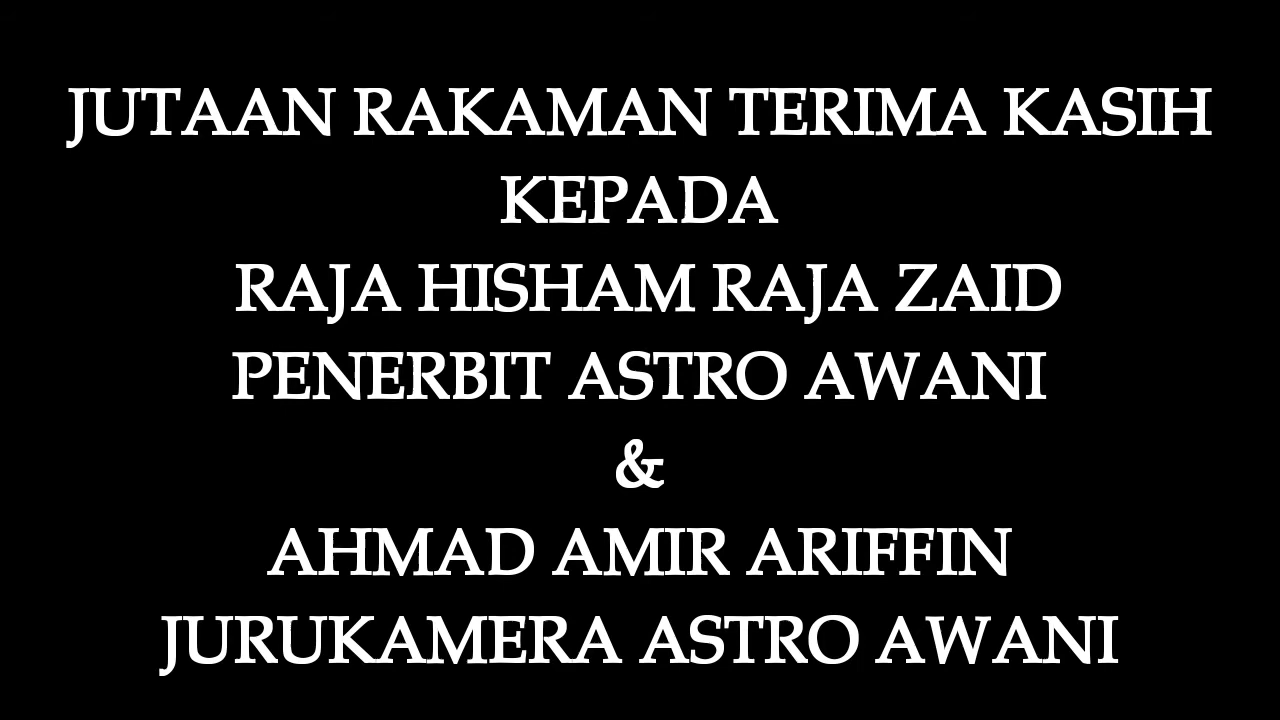 JUTAAN RAKAMAN TERIMA KASIH
KEPADA
RAJA HISHAM RAJA ZAID
PENERBIT ASTRO AWANI
&
AHMAD AMIR ARIFFIN
JURUKAMERA ASTRO AWANI